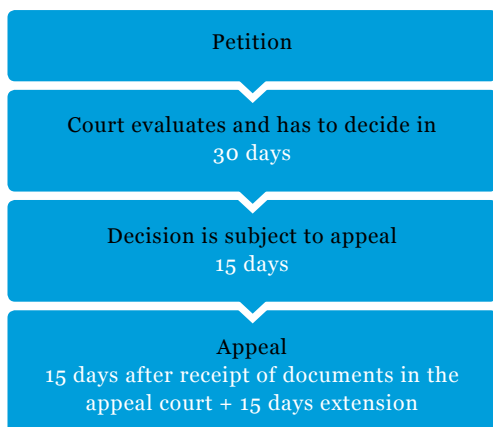 Petition
Court evaluates and has to decide in
30 days
Decision is subject to appeal
15 days
Appeal
15 days after receipt of documents in the
appeal court + 15 days extension